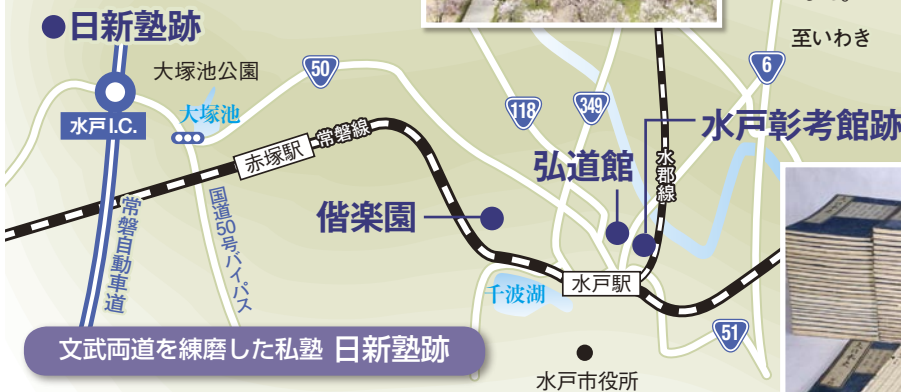 日新塾跡
大塚池公園
50
至いわき
6
水戸I.C.
大塚池
118
349
水戸彰考館跡
赤塚駅
常磐線
弘道館
水郡線
偕楽園
常磐自動車道
国道50号バイパス
千波湖
水戸駅
51
文武両道を練磨した私塾 日新塾跡
水戸市役所